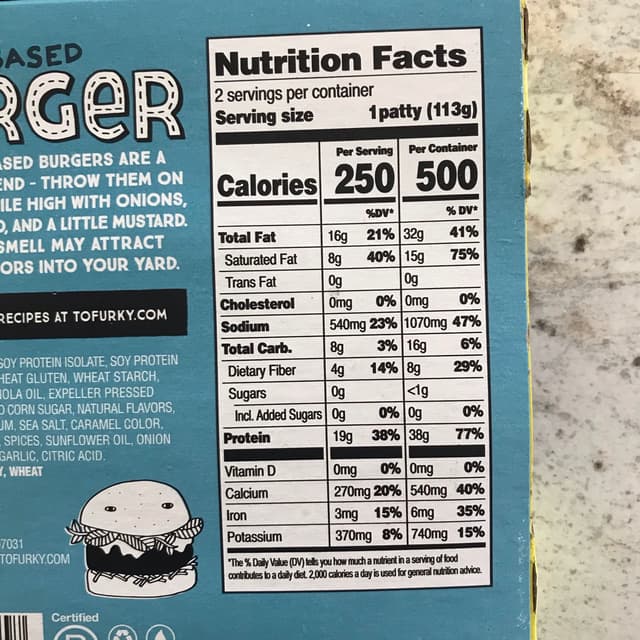 BASED
RGER
ASED BURGERS ARE A
END - THROW THEM ON
ILE HIGH WITH ONIONS,
O, AND A LITTLE MUSTARD.
SMELL MAY ATTRACT
ORS INTO YOUR YARD.
RECIPES AT TOFURKY.COM
SOY PROTEIN ISOLATE, SOY PROTEIN
HEAT GLUTEN, WHEAT STARCH,
NOLA OIL, EXPELLER PRESSED
D CORN SUGAR, NATURAL FLAVORS,
UM. SEA SALT, CARAMEL COLOR,
, SPICES, SUNFLOWER OIL, ONION
GARLIC, CITRIC ACID.
Y, WHEAT
97031
TOFURKY.COM
Certified
B
Nutrition Facts
2 servings per container
Serving size 1 patty (113g)
Per Serving Per Container
Calories 250 500
%DV* % DV*
Total Fat 16g 21% 32g 41%
Saturated Fat 8g 40% 15g 75%
Trans Fat 0g 0g
Cholesterol 0mg 0% 0mg 0%
Sodium 540mg 23% 1070mg 47%
Total Carb. 8g 3% 16g 6%
Dietary Fiber 4g 14% 8g 29%
Sugars 0g <1g
Incl. Added Sugars 0g 0% 0g 0%
Protein 19g 38% 38g 77%
Vitamin D 0mg 0% 0mg 0%
Calcium 270mg 20% 540mg 40%
Iron 3mg 15% 6mg 35%
Potassium 370mg 8% 740mg 15%
*The % Daily Value (DV) tells you how much a nutrient in a serving of food
contributes to a daily diet. 2,000 calories a day is used for general nutrition advice.